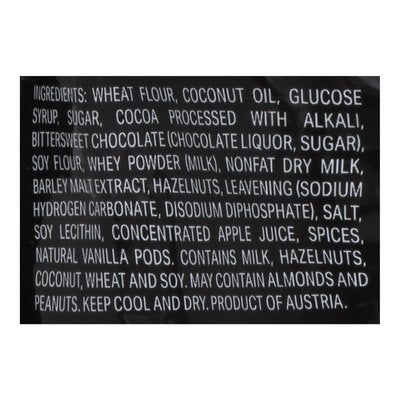 INGREDIENTS: WHEAT FLOUR, COCONUT OIL, GLUCOSE
SYRUP, SUGAR, COCOA PROCESSED WITH ALKALI,
BITTERSWEET CHOCOLATE (CHOCOLATE LIQUOR, SUGAR),
SOY FLOUR, WHEY POWDER (MILK), NONFAT DRY MILK,
BARLEY MALT EXTRACT, HAZELNUTS, LEAVENING (SODIUM
HYDROGEN CARBONATE, DISODIUM DIPHOSPHATE), SALT,
SOY LECITHIN, CONCENTRATED APPLE JUICE, SPICES,
NATURAL VANILLA PODS. CONTAINS MILK, HAZELNUTS,
COCONUT, WHEAT AND SOY. MAY CONTAIN ALMONDS AND
PEANUTS. KEEP COOL AND DRY. PRODUCT OF AUSTRIA.